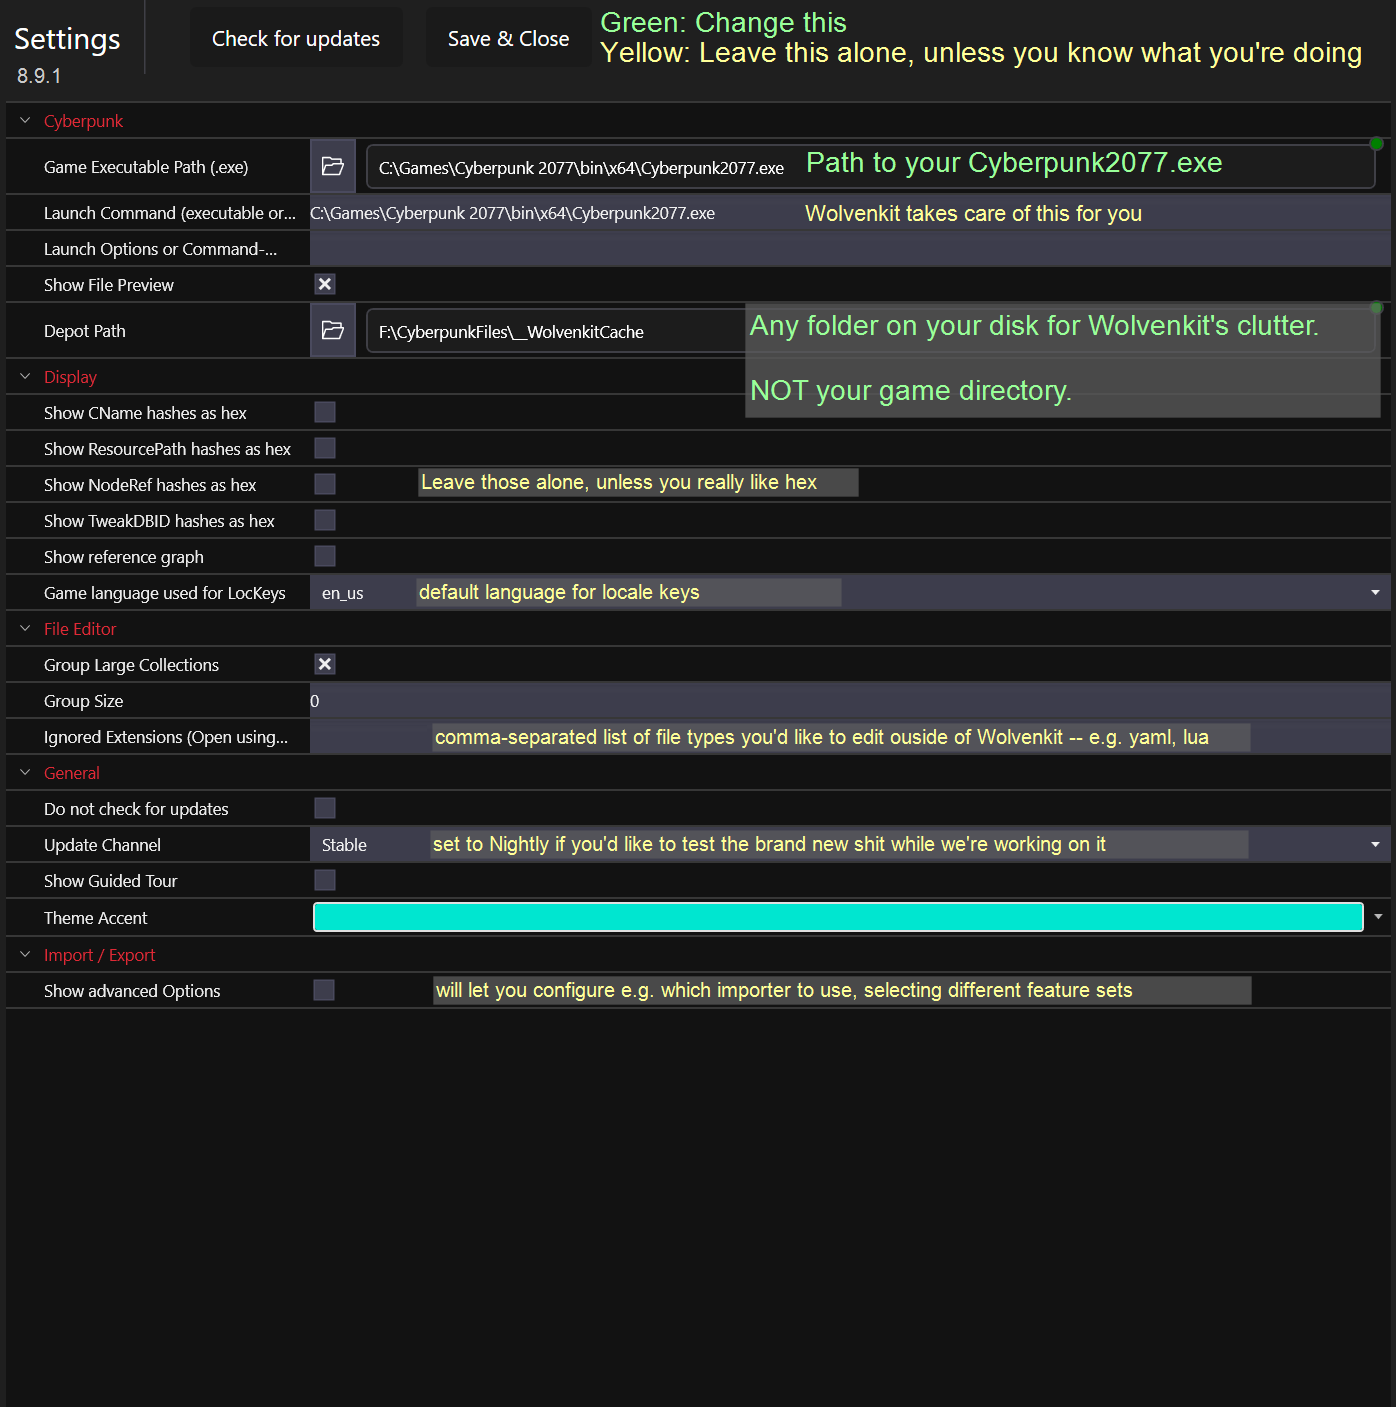 Settings
8.9.1
Check for updates
Save & Close
Green: Change this
Yellow: Leave this alone, unless you know what you're doing
Cyberpunk
Game Executable Path (.exe)
C:\Games\Cyberpunk 2077\bin\x64\Cyberpunk2077.exe
Path to your Cyberpunk2077.exe
Launch Command (executable or...
C:\Games\Cyberpunk 2077\bin\x64\Cyberpunk2077.exe
Wolvenkit takes care of this for you
Launch Options or Command-...
Show File Preview
Depot Path
F:\CyberpunkFiles\__WolvenkitCache
Any folder on your disk for Wolvenkit's clutter.
NOT your game directory.
Display
Show CName hashes as hex
Show ResourcePath hashes as hex
Show NodeRef hashes as hex
Leave those alone, unless you really like hex
Show TweakDBID hashes as hex
Show reference graph
Game language used for LocKeys
en_us
default language for locale keys
File Editor
Group Large Collections
Group Size
0
Ignored Extensions (Open using...
comma-separated list of file types you'd like to edit ouside of Wolvenkit -- e.g. yaml, lua
General
Do not check for updates
Update Channel
Stable
set to Nightly if you'd like to test the brand new shit while we're working on it
Show Guided Tour
Theme Accent
Import / Export
Show advanced Options
will let you configure e.g. which importer to use, selecting different feature sets